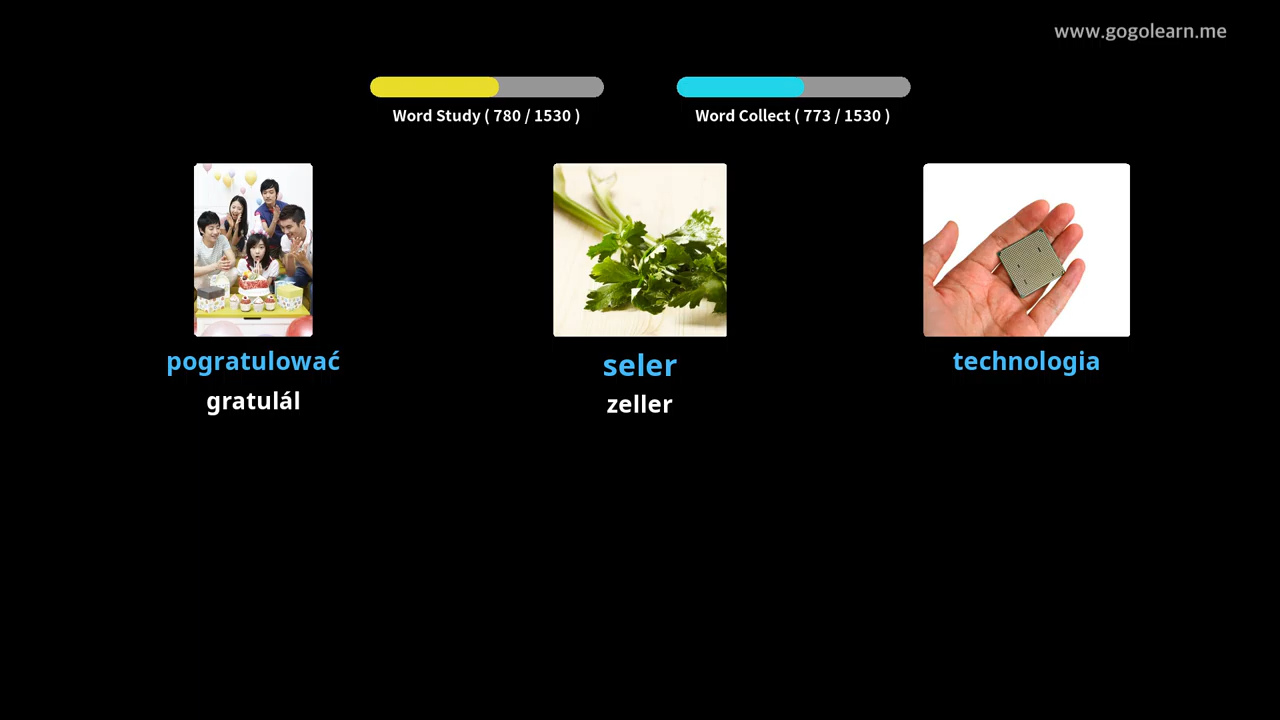 www.gogolearn.me
Word Study ( 780 / 1530 )
Word Collect ( 773 / 1530 )
pogratulować
gratulál
seler
zeller
technologia